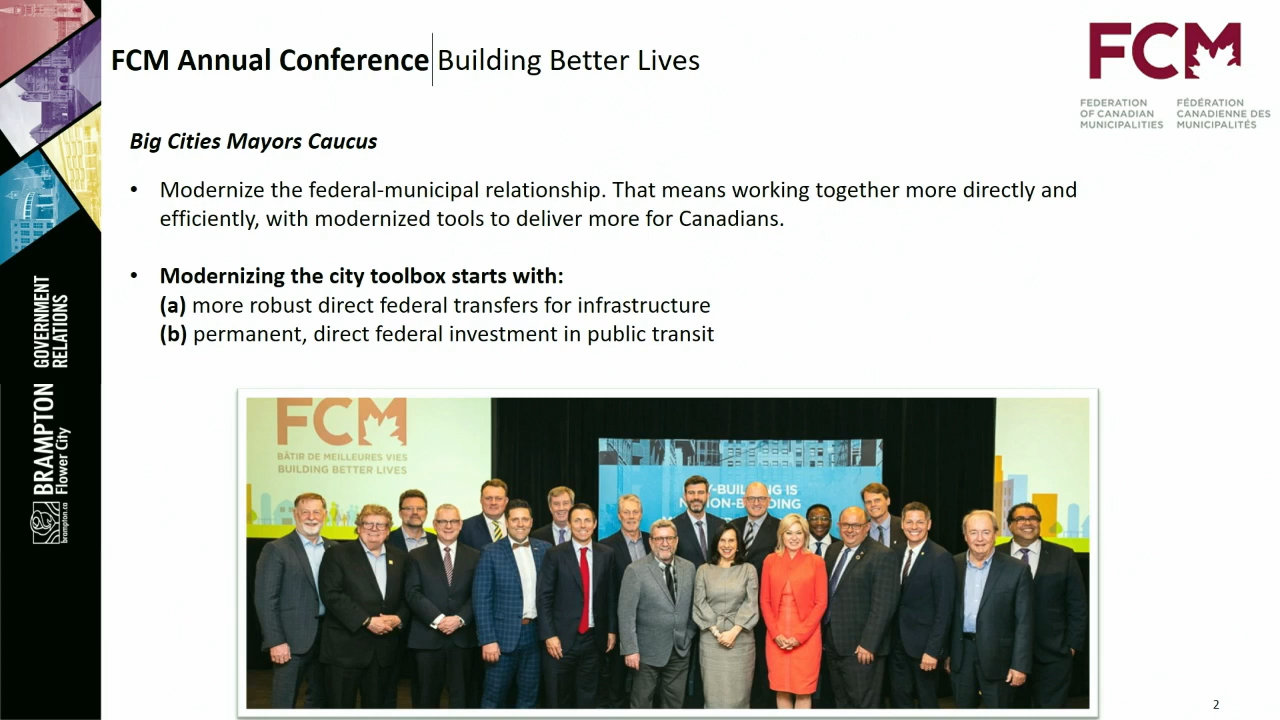 FCM Annual Conference Building Better Lives
FCM
FEDERATION OF CANADIAN MUNICIPALITIES
FÉDÉRATION CANADIENNE DES MUNICIPALITÉS
Big Cities Mayors Caucus
• Modernize the federal-municipal relationship. That means working together more directly and
efficiently, with modernized tools to deliver more for Canadians.
• Modernizing the city toolbox starts with:
(a) more robust direct federal transfers for infrastructure
(b) permanent, direct federal investment in public transit
GOVERNMENT
RELATIONS
BRAMPTON
Flower City
brampton.ca
FCM
BÂTIR DE MEILLEURES VIES
BUILDING BETTER LIVES
-BUILDING IS
N TION-BUILDING
2